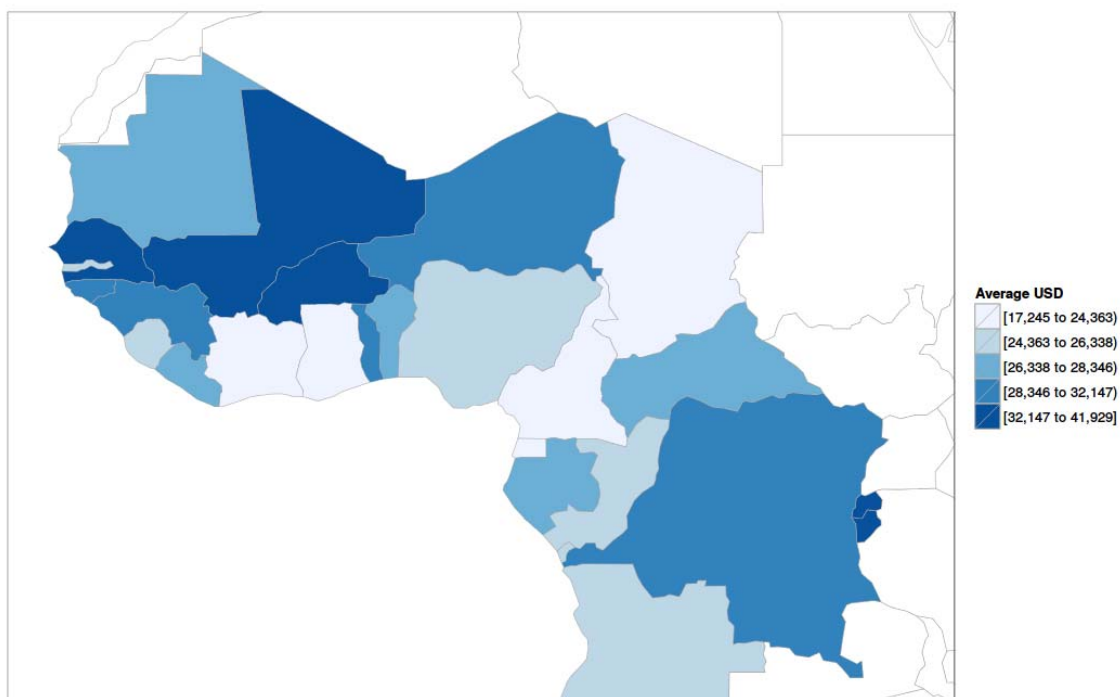 Average USD
[17,245 to 24,363)
[24,363 to 26,338)
[26,338 to 28,346)
[28,346 to 32,147)
[32,147 to 41,929]